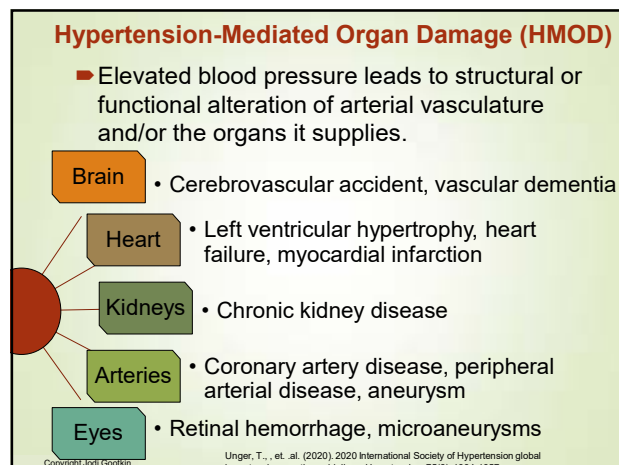 Hypertension-Mediated Organ Damage (HMOD)
Elevated blood pressure leads to structural or
functional alteration of arterial vasculature
and/or the organs it supplies.
Brain
• Cerebrovascular accident, vascular dementia
Heart
• Left ventricular hypertrophy, heart
failure, myocardial infarction
Kidneys
• Chronic kidney disease
Arteries
• Coronary artery disease, peripheral
arterial disease, aneurysm
Eyes
• Retinal hemorrhage, microaneurysms
Copyright Jodi Gootkin
Unger, T., , et. .al. (2020). 2020 International Society of Hypertension global